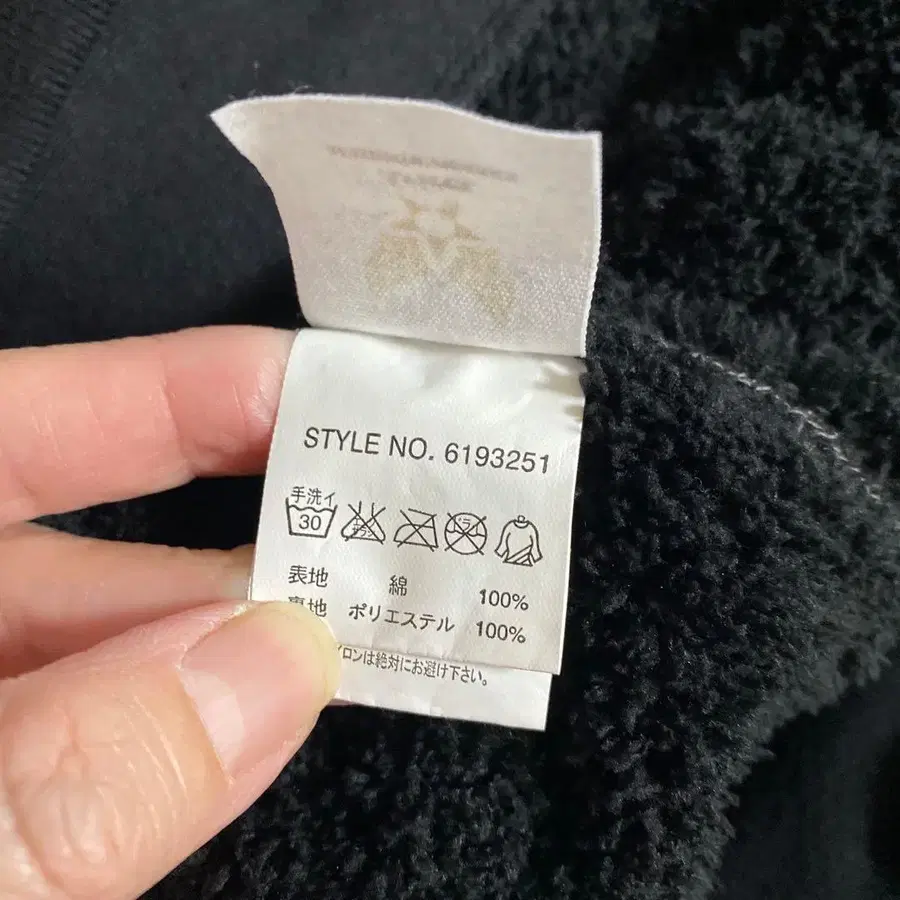 STYLE NO. 6193251
手洗イ
30
表地 綿 100%
裏地 ポリエステル 100%
イロンは絶対にお避け下さい。